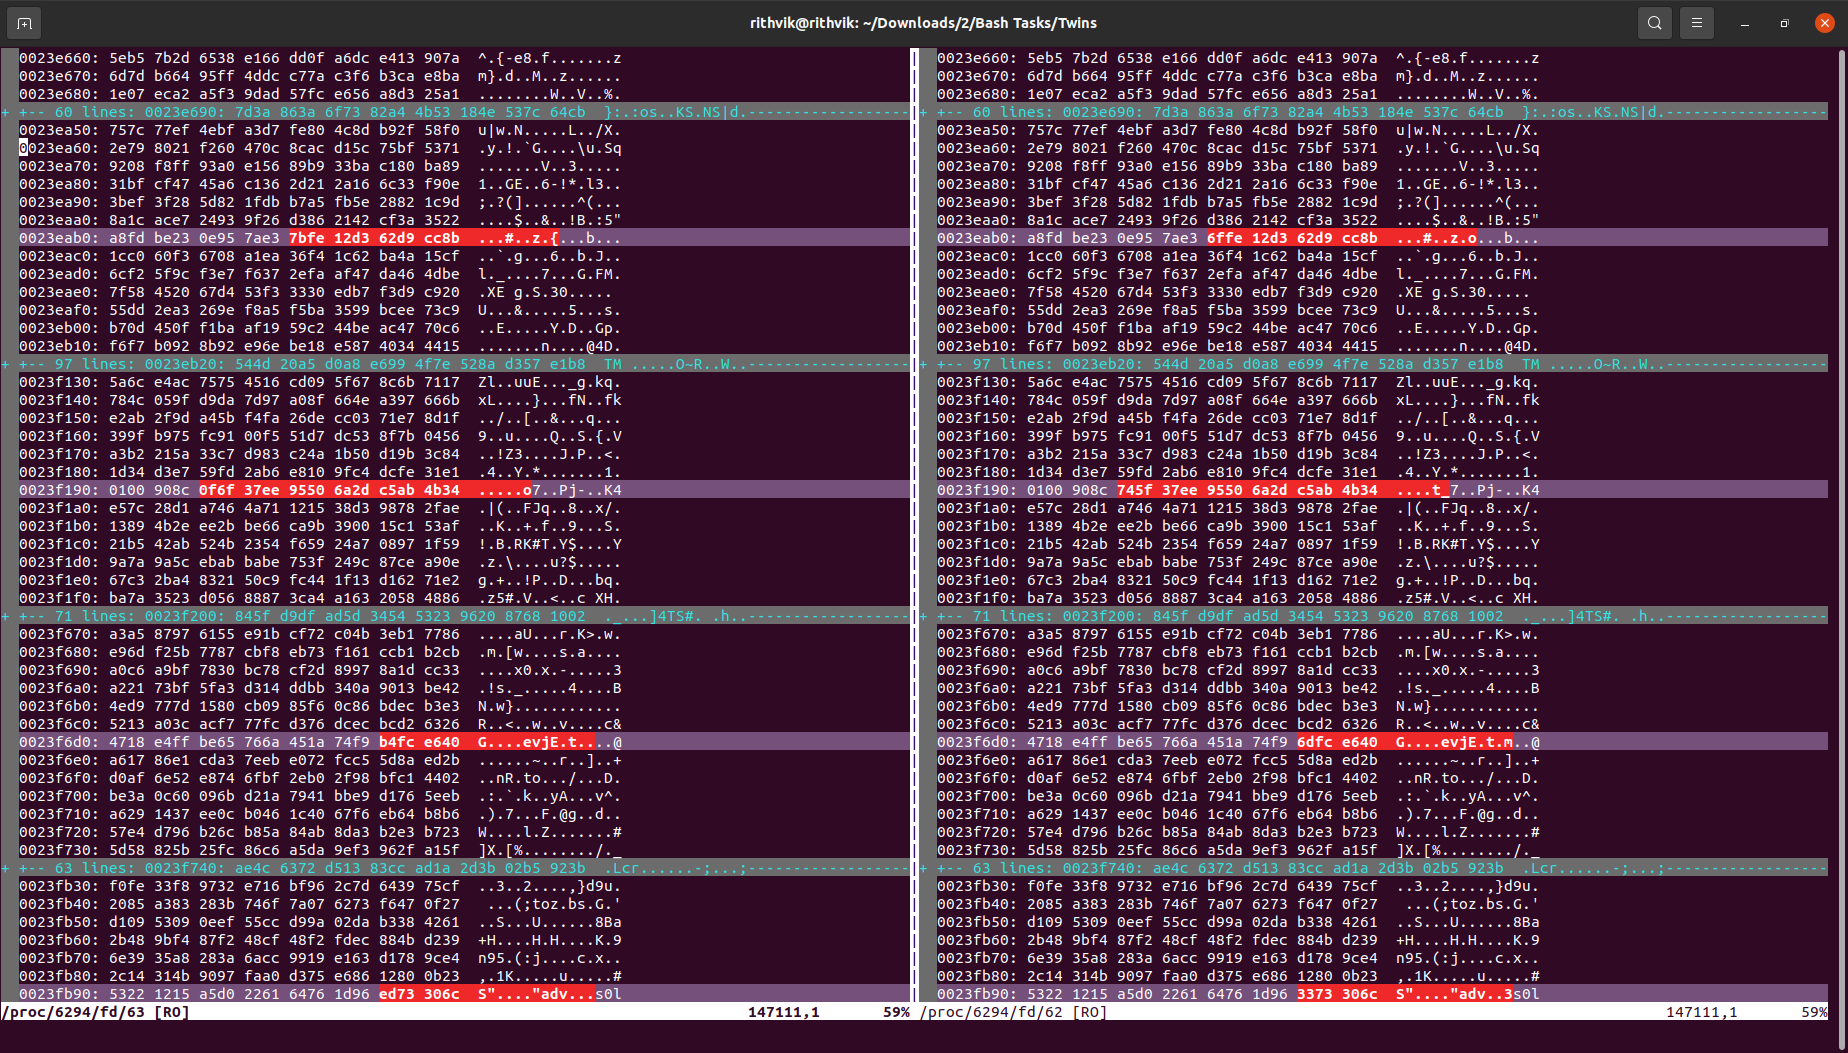 rithvik@rithvik: ~/Downloads/2/Bash Tasks/Twins
0023e660: 5eb5 7b2d 6538 e166 dd0f a6dc e413 907a  ^.{-e8.f.......z 0023e660: 5eb5 7b2d 6538 e166 dd0f a6dc e413 907a  ^.{-e8.f.......z
0023e670: 6d7d b664 95ff 4ddc c77a c3f6 b3ca e8ba  m}.d..M..z...... 0023e670: 6d7d b664 95ff 4ddc c77a c3f6 b3ca e8ba  m}.d..M..z......
0023e680: 1e07 eca2 a5f3 9dad 57fc e656 a8d3 25a1  ........W..V..%. 0023e680: 1e07 eca2 a5f3 9dad 57fc e656 a8d3 25a1  ........W..V..%.
+ +-- 60 lines: 0023e690: 7d3a 863a 6f73 82a4 4b53 184e 537c 64cb  }:.:os..KS.NS|d.------------------ + +-- 60 lines: 0023e690: 7d3a 863a 6f73 82a4 4b53 184e 537c 64cb  }:.:os..KS.NS|d.------------------
0023ea50: 757c 77ef 4ebf a3d7 fe80 4c8d b92f 58f0  u|w.N.....L../X. 0023ea50: 757c 77ef 4ebf a3d7 fe80 4c8d b92f 58f0  u|w.N.....L../X.
0023ea60: 2e79 8021 f260 470c 8cac d15c 75bf 5371  .y.!.`G....\u.Sq 0023ea60: 2e79 8021 f260 470c 8cac d15c 75bf 5371  .y.!.`G....\u.Sq
0023ea70: 9208 f8ff 93a0 e156 89b9 33ba c180 ba89  .......V..3..... 0023ea70: 9208 f8ff 93a0 e156 89b9 33ba c180 ba89  .......V..3.....
0023ea80: 31bf cf47 45a6 c136 2d21 2a16 6c33 f90e  1..GE..6-!*.l3.. 0023ea80: 31bf cf47 45a6 c136 2d21 2a16 6c33 f90e  1..GE..6-!*.l3..
0023ea90: 3bef 3f28 5d82 1fdb b7a5 fb5e 2882 1c9d  ;.?(]......^(... 0023ea90: 3bef 3f28 5d82 1fdb b7a5 fb5e 2882 1c9d  ;.?(]......^(...
0023eaa0: 8a1c ace7 2493 9f26 d386 2142 cf3a 3522  ....$..&..!B.:5" 0023eaa0: 8a1c ace7 2493 9f26 d386 2142 cf3a 3522  ....$..&..!B.:5"
0023eab0: a8fd be23 0e95 7ae3 7bfe 12d3 62d9 cc8b  ...#..z.{...b... 0023eab0: a8fd be23 0e95 7ae3 6ffe 12d3 62d9 cc8b  ...#..z.o...b...
0023eac0: 1cc0 60f3 6708 a1ea 36f4 1c62 ba4a 15cf  ..`.g...6..b.J.. 0023eac0: 1cc0 60f3 6708 a1ea 36f4 1c62 ba4a 15cf  ..`.g...6..b.J..
0023ead0: 6cf2 5f9c f3e7 f637 2efa af47 da46 4dbe  l._....7...G.FM. 0023ead0: 6cf2 5f9c f3e7 f637 2efa af47 da46 4dbe  l._....7...G.FM.
0023eae0: 7f58 4520 67d4 53f3 3330 edb7 f3d9 c920  .XE g.S.30.....  0023eae0: 7f58 4520 67d4 53f3 3330 edb7 f3d9 c920  .XE g.S.30.....
0023eaf0: 55dd 2ea3 269e f8a5 f5ba 3599 bcee 73c9  U...&.....5...s. 0023eaf0: 55dd 2ea3 269e f8a5 f5ba 3599 bcee 73c9  U...&.....5...s.
0023eb00: b70d 450f f1ba af19 59c2 44be ac47 70c6  ..E.....Y.D..Gp. 0023eb00: b70d 450f f1ba af19 59c2 44be ac47 70c6  ..E.....Y.D..Gp.
0023eb10: f6f7 b092 8b92 e96e be18 e587 4034 4415  .......n....@4D. 0023eb10: f6f7 b092 8b92 e96e be18 e587 4034 4415  .......n....@4D.
+ +-- 97 lines: 0023eb20: 544d 20a5 d0a8 e699 4f7e 528a d357 e1b8  TM .....O~R..W..------------------ + +-- 97 lines: 0023eb20: 544d 20a5 d0a8 e699 4f7e 528a d357 e1b8  TM .....O~R..W..------------------
0023f130: 5a6c e4ac 7575 4516 cd09 5f67 8c6b 7117  Zl..uuE..._g.kq. 0023f130: 5a6c e4ac 7575 4516 cd09 5f67 8c6b 7117  Zl..uuE..._g.kq.
0023f140: 784c 059f d9da 7d97 a08f 664e a397 666b  xL....}...fN..fk 0023f140: 784c 059f d9da 7d97 a08f 664e a397 666b  xL....}...fN..fk
0023f150: e2ab 2f9d a45b f4fa 26de cc03 71e7 8d1f  ../..[..&...q... 0023f150: e2ab 2f9d a45b f4fa 26de cc03 71e7 8d1f  ../..[..&...q...
0023f160: 399f b975 fc91 00f5 51d7 dc53 8f7b 0456  9..u....Q..S.{.V 0023f160: 399f b975 fc91 00f5 51d7 dc53 8f7b 0456  9..u....Q..S.{.V
0023f170: a3b2 215a 33c7 d983 c24a 1b50 d19b 3c84  ..!Z3....J.P..<. 0023f170: a3b2 215a 33c7 d983 c24a 1b50 d19b 3c84  ..!Z3....J.P..<.
0023f180: 1d34 d3e7 59fd 2ab6 e810 9fc4 dcfe 31e1  .4..Y.*.......1. 0023f180: 1d34 d3e7 59fd 2ab6 e810 9fc4 dcfe 31e1  .4..Y.*.......1.
0023f190: 0100 908c 0f6f 37ee 9550 6a2d c5ab 4b34  .....o7..Pj-..K4 0023f190: 0100 908c 745f 37ee 9550 6a2d c5ab 4b34  ....t_7..Pj-..K4
0023f1a0: e57c 28d1 a746 4a71 1215 38d3 9878 2fae  .|(..FJq..8..x/. 0023f1a0: e57c 28d1 a746 4a71 1215 38d3 9878 2fae  .|(..FJq..8..x/.
0023f1b0: 1389 4b2e ee2b be66 ca9b 3900 15c1 53af  ..K..+.f..9...S. 0023f1b0: 1389 4b2e ee2b be66 ca9b 3900 15c1 53af  ..K..+.f..9...S.
0023f1c0: 21b5 42ab 524b 2354 f659 24a7 0897 1f59  !.B.RK#T.Y$....Y 0023f1c0: 21b5 42ab 524b 2354 f659 24a7 0897 1f59  !.B.RK#T.Y$....Y
0023f1d0: 9a7a 9a5c ebab babe 753f 249c 87ce a90e  .z.\....u?$..... 0023f1d0: 9a7a 9a5c ebab babe 753f 249c 87ce a90e  .z.\....u?$.....
0023f1e0: 67c3 2ba4 8321 50c9 fc44 1f13 d162 71e2  g.+..!P..D...bq. 0023f1e0: 67c3 2ba4 8321 50c9 fc44 1f13 d162 71e2  g.+..!P..D...bq.
0023f1f0: ba7a 3523 d056 8887 3ca4 a163 2058 4886  .z5#.V..<..c XH. 0023f1f0: ba7a 3523 d056 8887 3ca4 a163 2058 4886  .z5#.V..<..c XH.
+ +-- 71 lines: 0023f200: 845f d9df ad5d 3454 5323 9620 8768 1002  ._...]4TS#. .h..------------------ + +-- 71 lines: 0023f200: 845f d9df ad5d 3454 5323 9620 8768 1002  ._...]4TS#. .h..------------------
0023f670: a3a5 8797 6155 e91b cf72 c04b 3eb1 7786  ....aU...r.K>.w. 0023f670: a3a5 8797 6155 e91b cf72 c04b 3eb1 7786  ....aU...r.K>.w.
0023f680: e96d f25b 7787 cbf8 eb73 f161 ccb1 b2cb  .m.[w....s.a.... 0023f680: e96d f25b 7787 cbf8 eb73 f161 ccb1 b2cb  .m.[w....s.a....
0023f690: a0c6 a9bf 7830 bc78 cf2d 8997 8a1d cc33  ....x0.x.-.....3 0023f690: a0c6 a9bf 7830 bc78 cf2d 8997 8a1d cc33  ....x0.x.-.....3
0023f6a0: a221 73bf 5fa3 d314 ddbb 340a 9013 be42  .!s._.....4....B 0023f6a0: a221 73bf 5fa3 d314 ddbb 340a 9013 be42  .!s._.....4....B
0023f6b0: 4ed9 777d 1580 cb09 85f6 0c86 bdec b3e3  N.w}............ 0023f6b0: 4ed9 777d 1580 cb09 85f6 0c86 bdec b3e3  N.w}............
0023f6c0: 5213 a03c acf7 77fc d376 dcec bcd2 6326  R..<..w..v....c& 0023f6c0: 5213 a03c acf7 77fc d376 dcec bcd2 6326  R..<..w..v....c&
0023f6d0: 4718 e4ff be65 766a 451a 74f9 b4fc e640  G....evjE.t....@ 0023f6d0: 4718 e4ff be65 766a 451a 74f9 6dfc e640  G....evjE.t.m..@
0023f6e0: a617 86e1 cda3 7eeb e072 fcc5 5d8a ed2b  ......~..r..]..+ 0023f6e0: a617 86e1 cda3 7eeb e072 fcc5 5d8a ed2b  ......~..r..]..+
0023f6f0: d0af 6e52 e874 6fbf 2eb0 2f98 bfc1 4402  ..nR.to.../...D. 0023f6f0: d0af 6e52 e874 6fbf 2eb0 2f98 bfc1 4402  ..nR.to.../...D.
0023f700: be3a 0c60 096b d21a 7941 bbe9 d176 5eeb  .:.`.k..yA...v^. 0023f700: be3a 0c60 096b d21a 7941 bbe9 d176 5eeb  .:.`.k..yA...v^.
0023f710: a629 1437 ee0c b046 1c40 67f6 eb64 b8b6  .).7...F.@g..d.. 0023f710: a629 1437 ee0c b046 1c40 67f6 eb64 b8b6  .).7...F.@g..d..
0023f720: 57e4 d796 b26c b85a 84ab 8da3 b2e3 b723  W....l.Z.......# 0023f720: 57e4 d796 b26c b85a 84ab 8da3 b2e3 b723  W....l.Z.......#
0023f730: 5d58 825b 25fc 86c6 a5da 9ef3 962f a15f  ]X.[%......../._ 0023f730: 5d58 825b 25fc 86c6 a5da 9ef3 962f a15f  ]X.[%......../._
+ +-- 63 lines: 0023f740: ae4c 6372 d513 83cc ad1a 2d3b 02b5 923b  .Lcr......-;...;------------------ + +-- 63 lines: 0023f740: ae4c 6372 d513 83cc ad1a 2d3b 02b5 923b  .Lcr......-;...;------------------
0023fb30: f0fe 33f8 9732 e716 bf96 2c7d 6439 75cf  ..3..2....,}d9u. 0023fb30: f0fe 33f8 9732 e716 bf96 2c7d 6439 75cf  ..3..2....,}d9u.
0023fb40: 2085 a383 283b 746f 7a07 6273 f647 0f27   ...(;toz.bs.G.' 0023fb40: 2085 a383 283b 746f 7a07 6273 f647 0f27   ...(;toz.bs.G.'
0023fb50: d109 5309 0eef 55cc d99a 02da b338 4261  ..S...U......8Ba 0023fb50: d109 5309 0eef 55cc d99a 02da b338 4261  ..S...U......8Ba
0023fb60: 2b48 9bf4 87f2 48cf 48f2 fdec 884b d239  +H....H.H....K.9 0023fb60: 2b48 9bf4 87f2 48cf 48f2 fdec 884b d239  +H....H.H....K.9
0023fb70: 6e39 35a8 283a 6acc 9919 e163 d178 9ce4  n95.(:j....c.x.. 0023fb70: 6e39 35a8 283a 6acc 9919 e163 d178 9ce4  n95.(:j....c.x..
0023fb80: 2c14 314b 9097 faa0 d375 e686 1280 0b23  ,.1K.....u.....# 0023fb80: 2c14 314b 9097 faa0 d375 e686 1280 0b23  ,.1K.....u.....#
0023fb90: 5322 1215 a5d0 2261 6476 1d96 ed73 306c  S"...."adv...s0l 0023fb90: 5322 1215 a5d0 2261 6476 1d96 3373 306c  S"...."adv..3s0l
/proc/6294/fd/63 [RO] 147111,1 59% /proc/6294/fd/62 [RO] 147111,1 59%